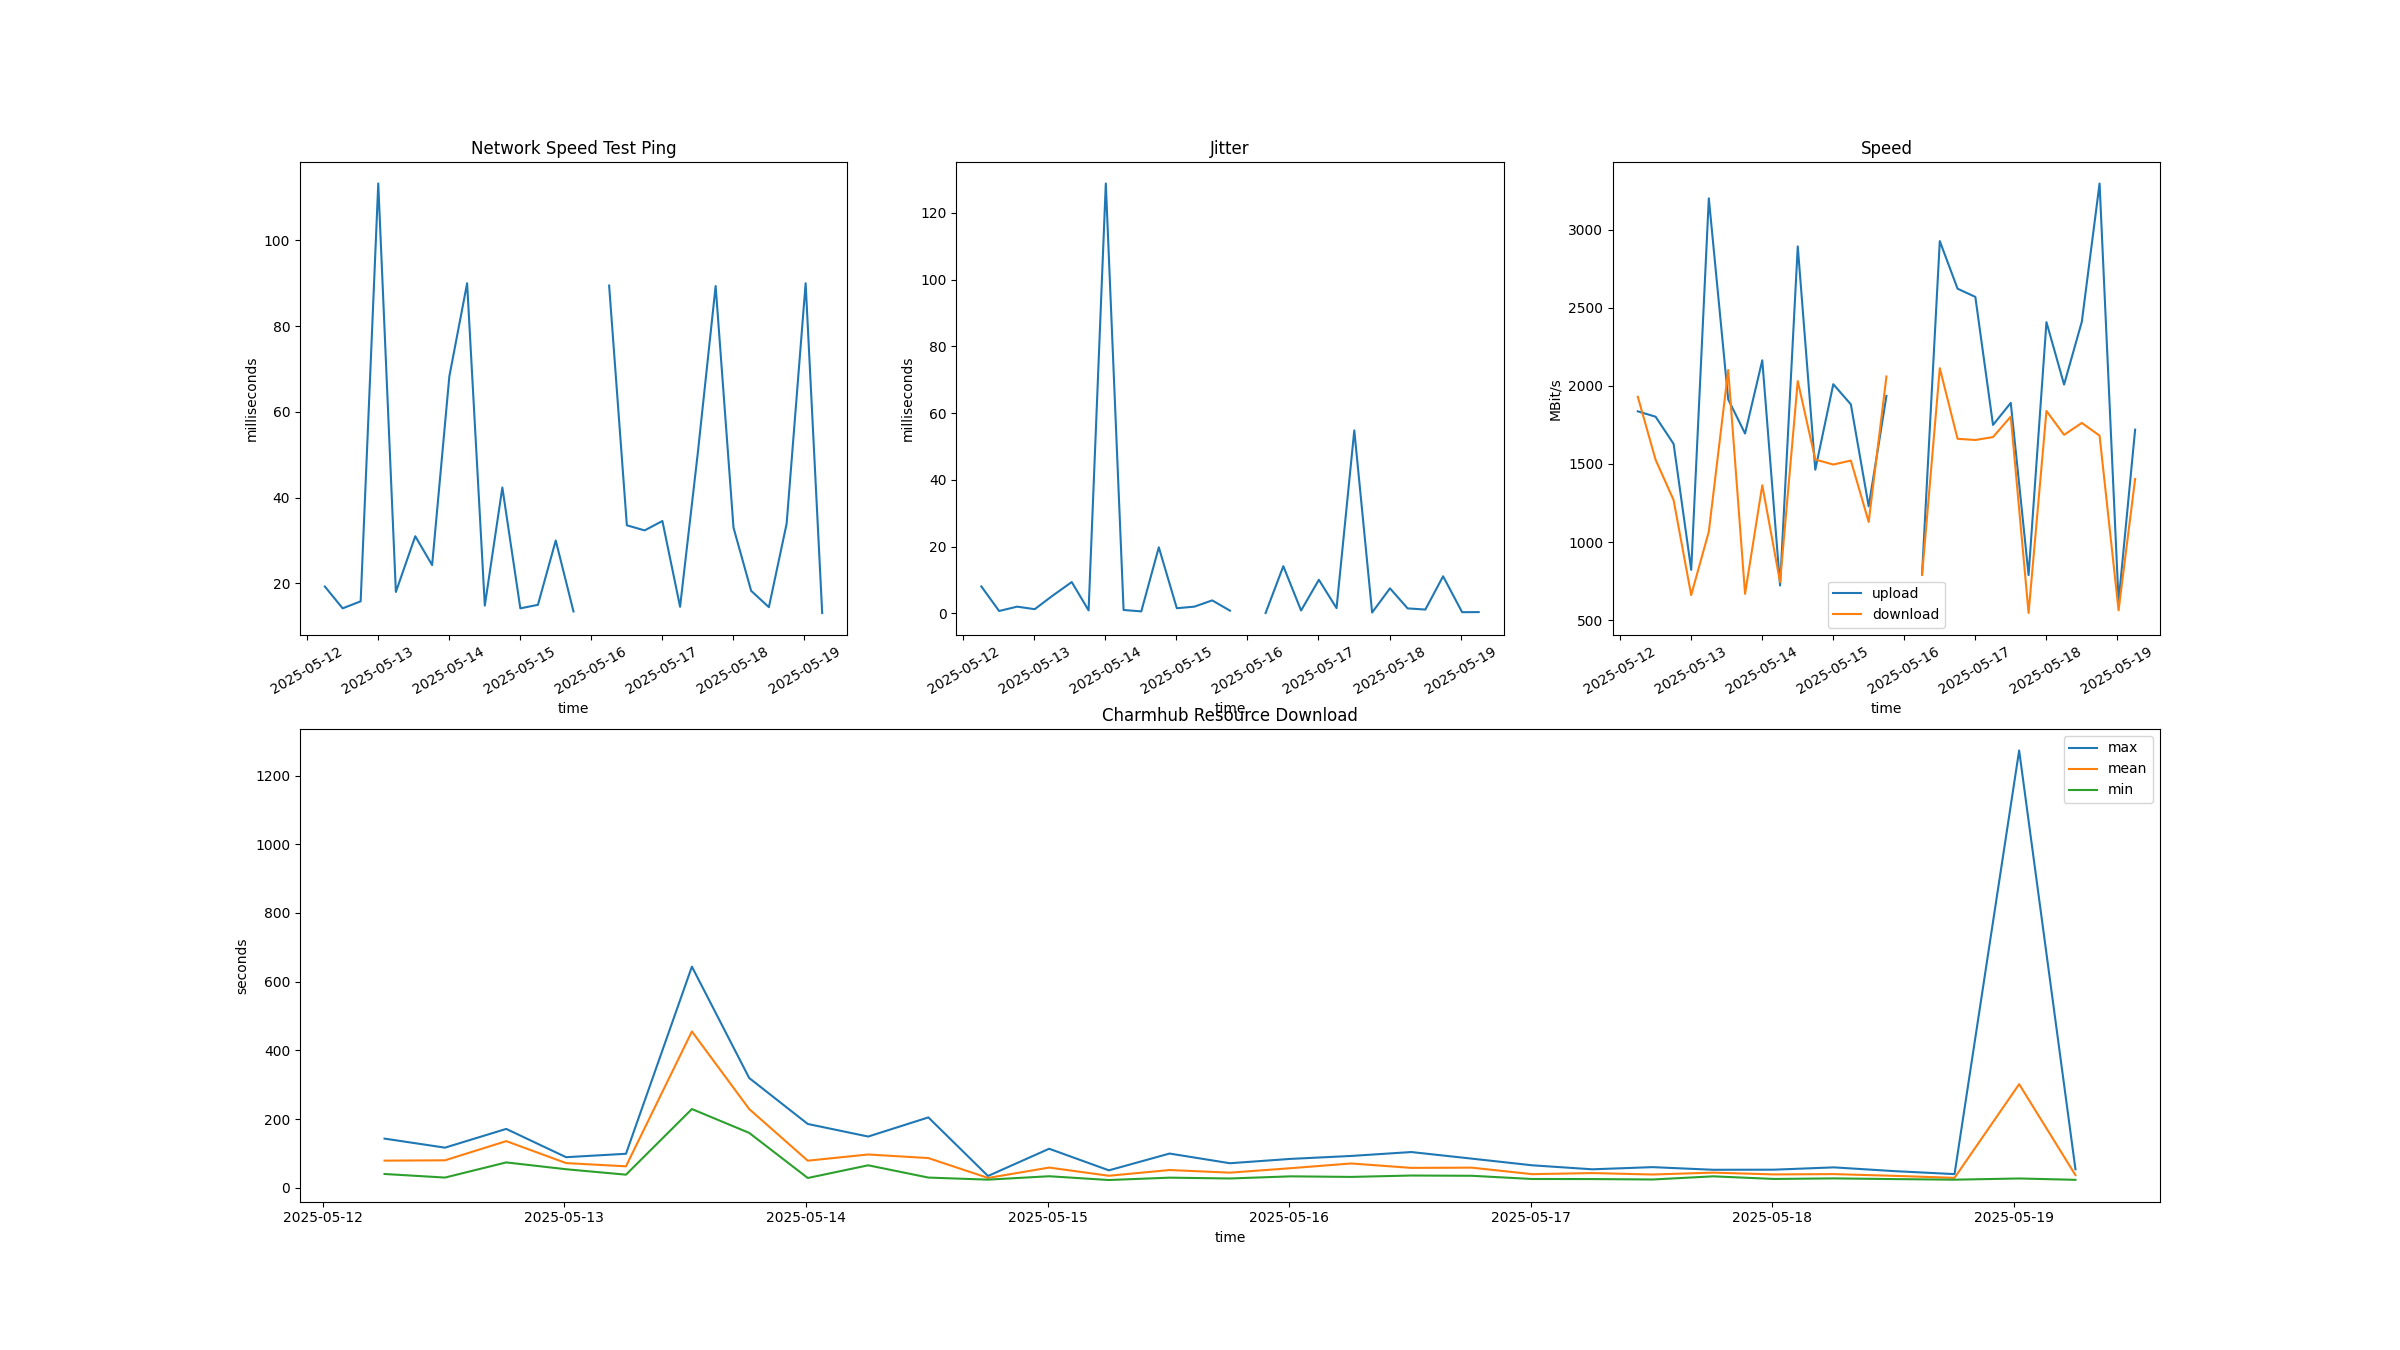 Network Speed Test Ping
milliseconds
100
80
60
40
20
2025-05-12 2025-05-13 2025-05-14 2025-05-15 2025-05-16 2025-05-17 2025-05-18 2025-05-19
time
Jitter
milliseconds
120
100
80
60
40
20
0
2025-05-12 2025-05-13 2025-05-14 2025-05-15 2025-05-16 2025-05-17 2025-05-18 2025-05-19
time
Speed
MBit/s
3000
2500
2000
1500
1000
500
upload
download
2025-05-12 2025-05-13 2025-05-14 2025-05-15 2025-05-16 2025-05-17 2025-05-18 2025-05-19
time
Charmhub Resource Download
seconds
1200
1000
800
600
400
200
0
max
mean
min
2025-05-12 2025-05-13 2025-05-14 2025-05-15 2025-05-16 2025-05-17 2025-05-18 2025-05-19
time